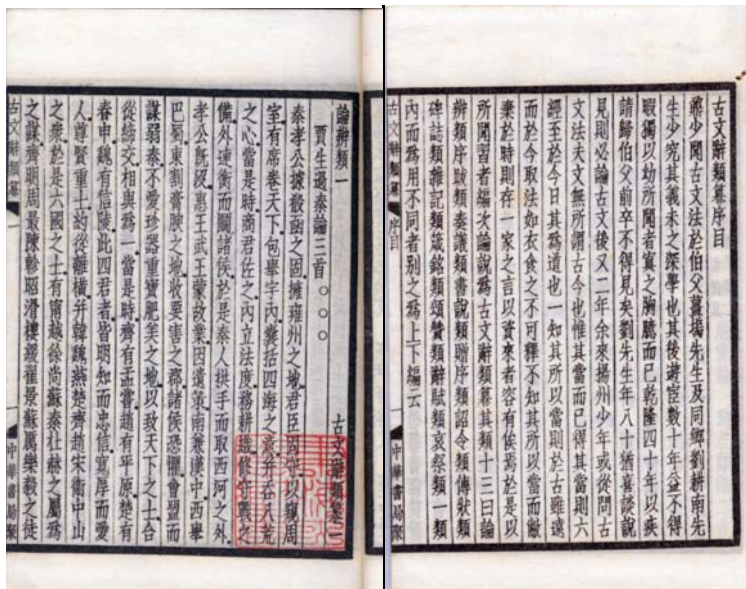 古文辭類纂序目
鼐少聞古文法於伯父薑塢先生及同鄉劉耕南先
生少究其義未之深學也其後遊宦數十年益不得
暇獨以幼所聞者寘之胸臆而已乾隆四十年以疾
請歸伯父前卒不得見矣劉先生年八十猶喜談說
見則必論古文後又二年余來揚州少年或從問古
文法夫文無所謂古今也惟其當而已得其當則六
經至於今日其爲道也一知其所以當則於古雖遠
而於今取法如衣食之不可釋不知其所以當而敝
棄於時則存一家之言以資來者容有俟焉於是以
所聞習者編次論說爲古文辭類纂其類十三曰論
辨類序跋類奏議類書說類贈序類詔令類傳狀類
碑誌類雜記類箴銘類頌贊類辭賦類哀祭類一類
內而爲用不同者別之爲上下編云
古文辭類纂 序目 一 中華書局聚
論辨類一 古文辭類纂一
賈生過秦論三首○○○
秦孝公據殽函之固擁雍州之地君臣固守以窺周
室有席卷天下包舉宇內囊括四海之意并吞八荒
之心當是時商君佐之內立法度務耕織修守戰之
備外連衡而鬭諸侯於是秦人拱手而取西河之外
孝公既沒惠王武王蒙故業因遺策南兼漢中西舉
巴蜀東割膏腴之地收要害之郡諸侯恐懼會盟而
謀弱秦不愛珍器重寶肥美之地以致天下之士合
從締交相與爲一當是時齊有孟嘗趙有平原楚有
春申魏有信陵此四君者皆明知而忠信寬厚而愛
人尊賢重士約從離橫并韓魏燕楚齊趙宋衞中山
之衆於是六國之士有甯越徐尚蘇秦杜赫之屬爲
之謀齊明周最陳軫昭滑樓緩翟景蘇厲樂毅之徒
古文辭類纂 一 一 中華書局聚